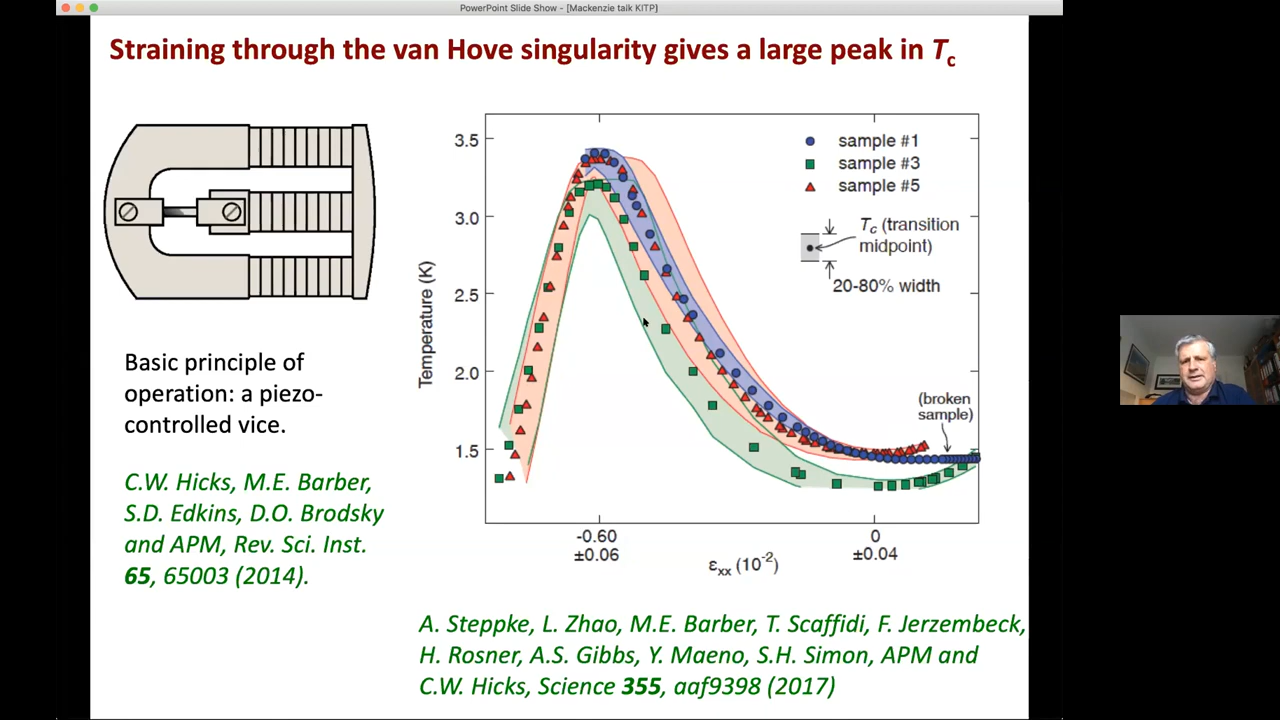 PowerPoint Slide Show - [Mackenzie talk KITP]
Straining through the van Hove singularity gives a large peak in Tc
Basic principle of
operation: a piezo-
controlled vice.
C.W. Hicks, M.E. Barber,
S.D. Edkins, D.O. Brodsky
and APM, Rev. Sci. Inst.
65, 65003 (2014).
Temperature (K)
3.5
3.0
2.5
2.0
1.5
sample #1
sample #3
sample #5
Tc (transition
midpoint)
20-80% width
(broken
sample)
-0.60
±0.06
0
±0.04
εxx (10-2)
A. Steppke, L. Zhao, M.E. Barber, T. Scaffidi, F. Jerzembeck,
H. Rosner, A.S. Gibbs, Y. Maeno, S.H. Simon, APM and
C.W. Hicks, Science 355, aaf9398 (2017)